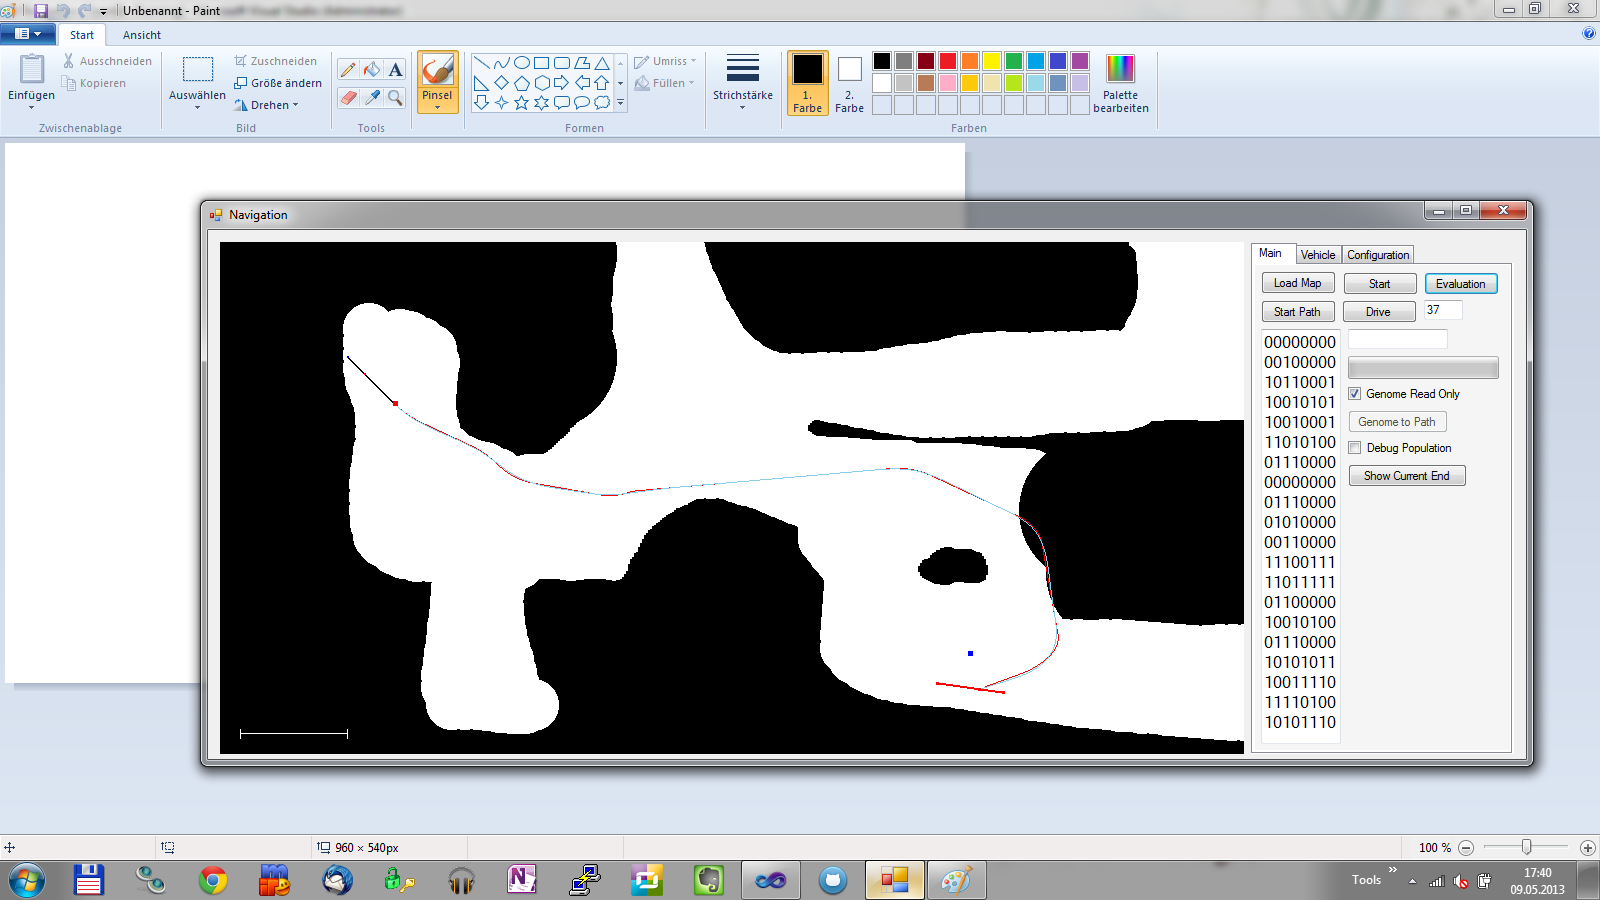 Unbenannt - Paint
Start Ansicht
Einfügen
Ausschneiden
Kopieren
Zwischenablage
Auswählen
Zuschneiden
Größe ändern
Drehen
Bild
A
Tools
Pinsel
Formen
Umriss
Füllen
Strichstärke
1. Farbe
2. Farbe
Palette bearbeiten
Farben
Navigation
Main Vehicle Configuration
Load Map Start Evaluation
Start Path Drive 37
00000000
00100000
10110001
10010101
10010001
11010100
01110000
00000000
01110000
01010000
00110000
11100111
11011111
01100000
10010100
01110000
10101011
10011110
11110100
10101110
Genome Read Only
Genome to Path
Debug Population
Show Current End
960 × 540px
100 %
Tools
17:40
09.05.2013